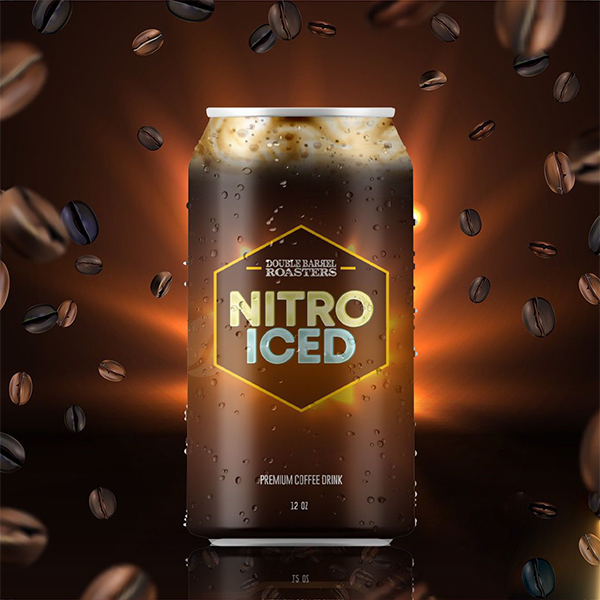 DOUBLE BARREL
ROASTERS
NITRO
ICED
PREMIUM COFFEE DRINK
12 OZ